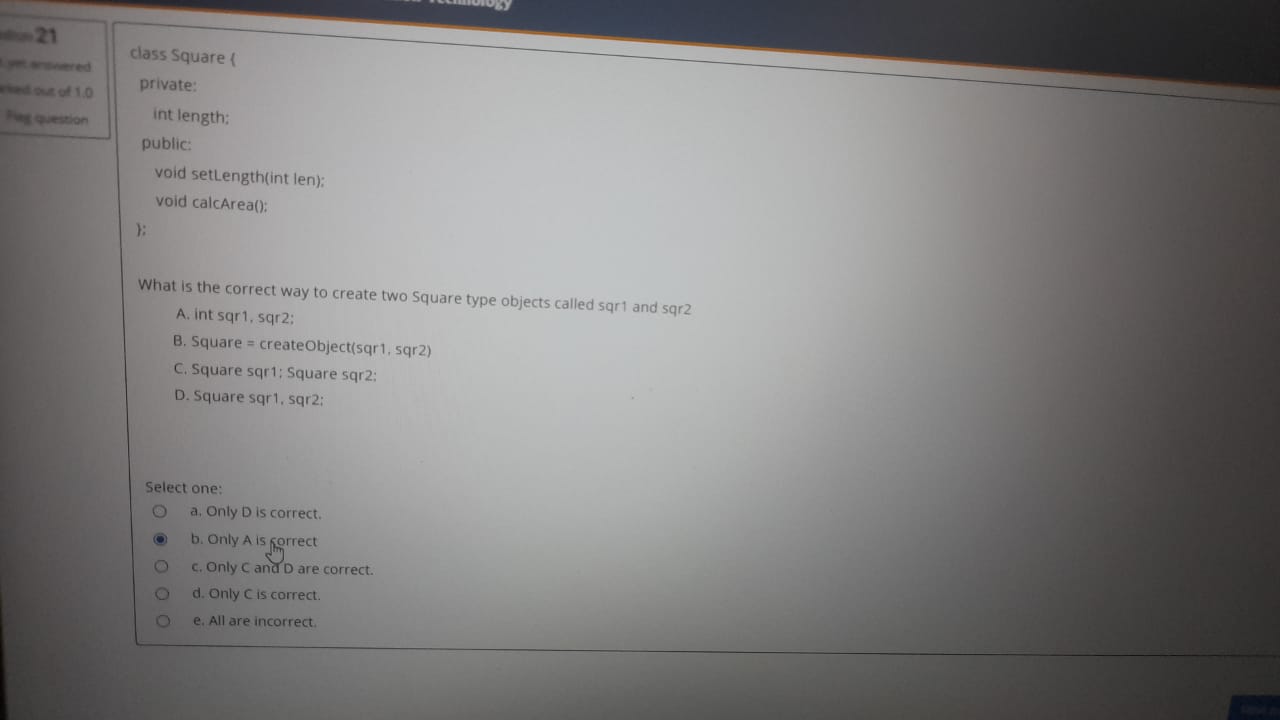 Technology
21
answered
out of 1.0
Flag question
class Square {
private:
int length;
public:
void setLength(int len);
void calcArea();
};
What is the correct way to create two Square type objects called sqr1 and sqr2
A. int sqr1, sqr2;
B. Square = createObject(sqr1, sqr2)
C. Square sqr1; Square sqr2;
D. Square sqr1, sqr2;
Select one:
a. Only D is correct.
b. Only A is correct
c. Only C and D are correct.
d. Only C is correct.
e. All are incorrect.